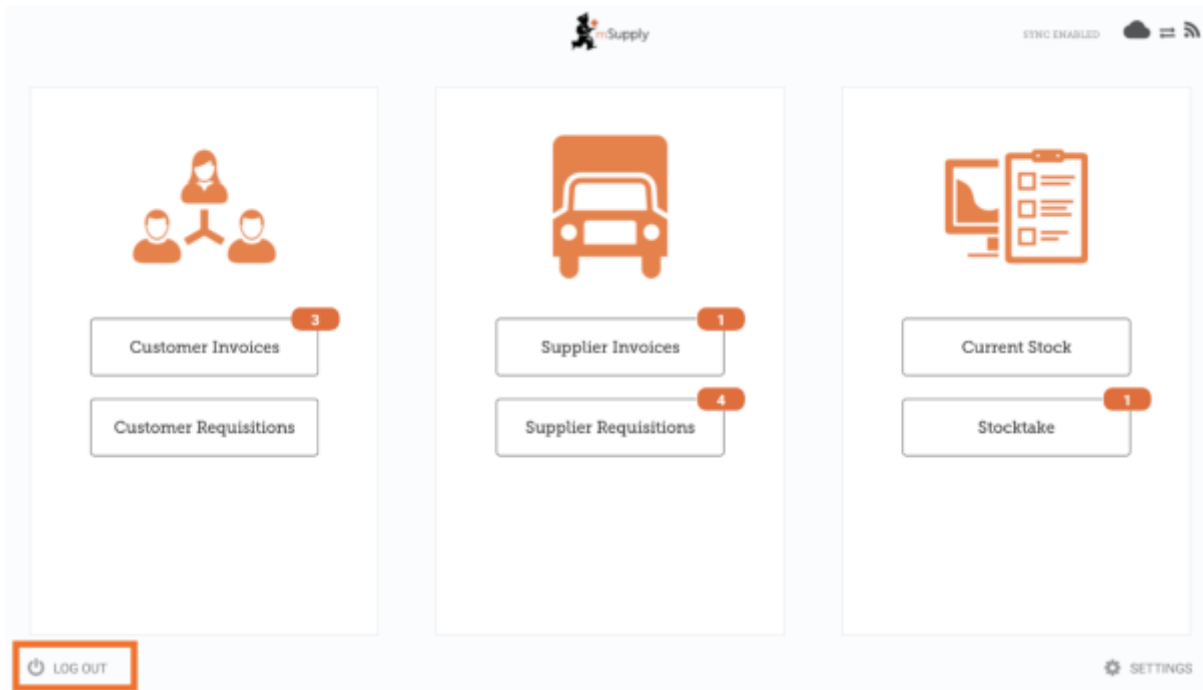 mSupply
SYNC ENABLED
3
Customer Invoices
Customer Requisitions
1
Supplier Invoices
4
Supplier Requisitions
Current Stock
1
Stocktake
LOG OUT
SETTINGS